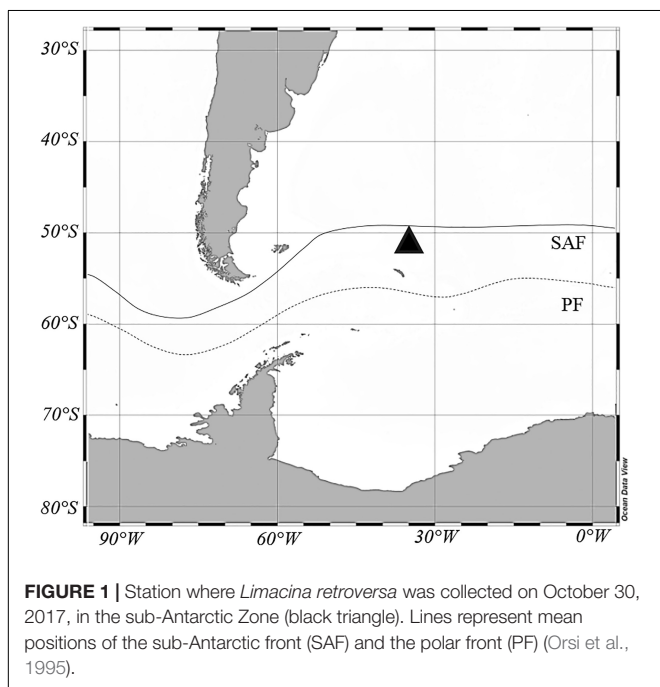 30°S
40°S
50°S
SAF
PF
60°S
70°S
80°S
90°W 60°W 30°W 0°W
Ocean Data View
FIGURE 1 | Station where Limacina retroversa was collected on October 30,
2017, in the sub-Antarctic Zone (black triangle). Lines represent mean
positions of the sub-Antarctic front (SAF) and the polar front (PF) (Orsi et al.,
1995).